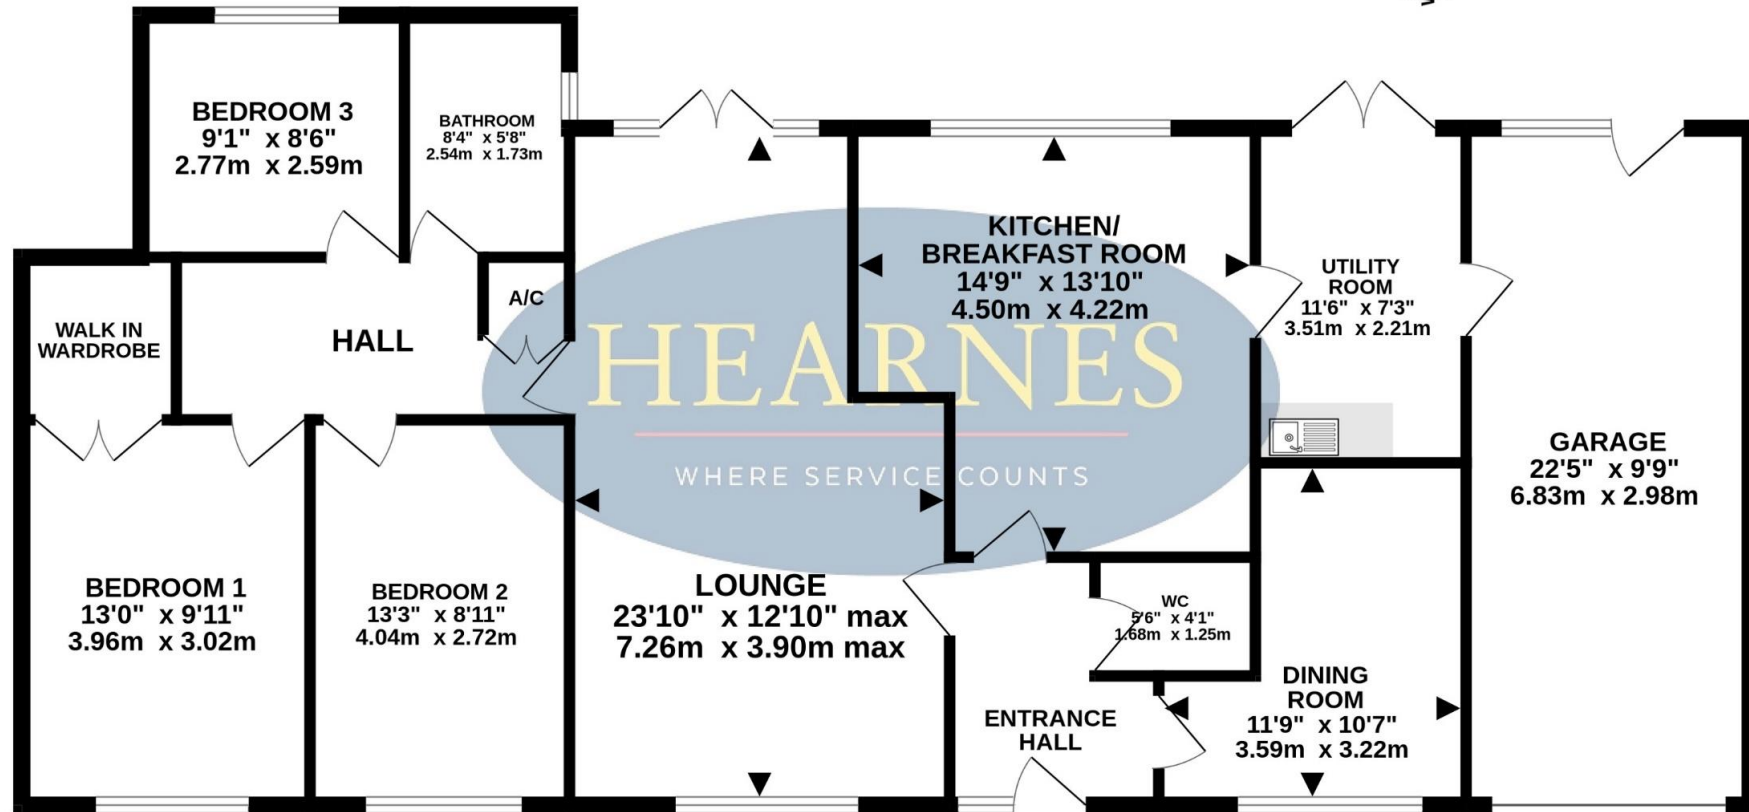 BEDROOM 3
9'1" x 8'6"
2.77m x 2.59m
BATHROOM
8'4" x 5'8"
2.54m x 1.73m
KITCHEN/
BREAKFAST ROOM
14'9" x 13'10"
4.50m x 4.22m
UTILITY
ROOM
11'6" x 7'3"
3.51m x 2.21m
A/C
WALK IN
WARDROBE
HALL
HEARNES
WHERE SERVICE COUNTS
GARAGE
22'5" x 9'9"
6.83m x 2.98m
BEDROOM 1
13'0" x 9'11"
3.96m x 3.02m
BEDROOM 2
13'3" x 8'11"
4.04m x 2.72m
LOUNGE
23'10" x 12'10" max
7.26m x 3.90m max
WC
5'6" x 4'1"
1.68m x 1.25m
ENTRANCE
HALL
DINING
ROOM
11'9" x 10'7"
3.59m x 3.22m